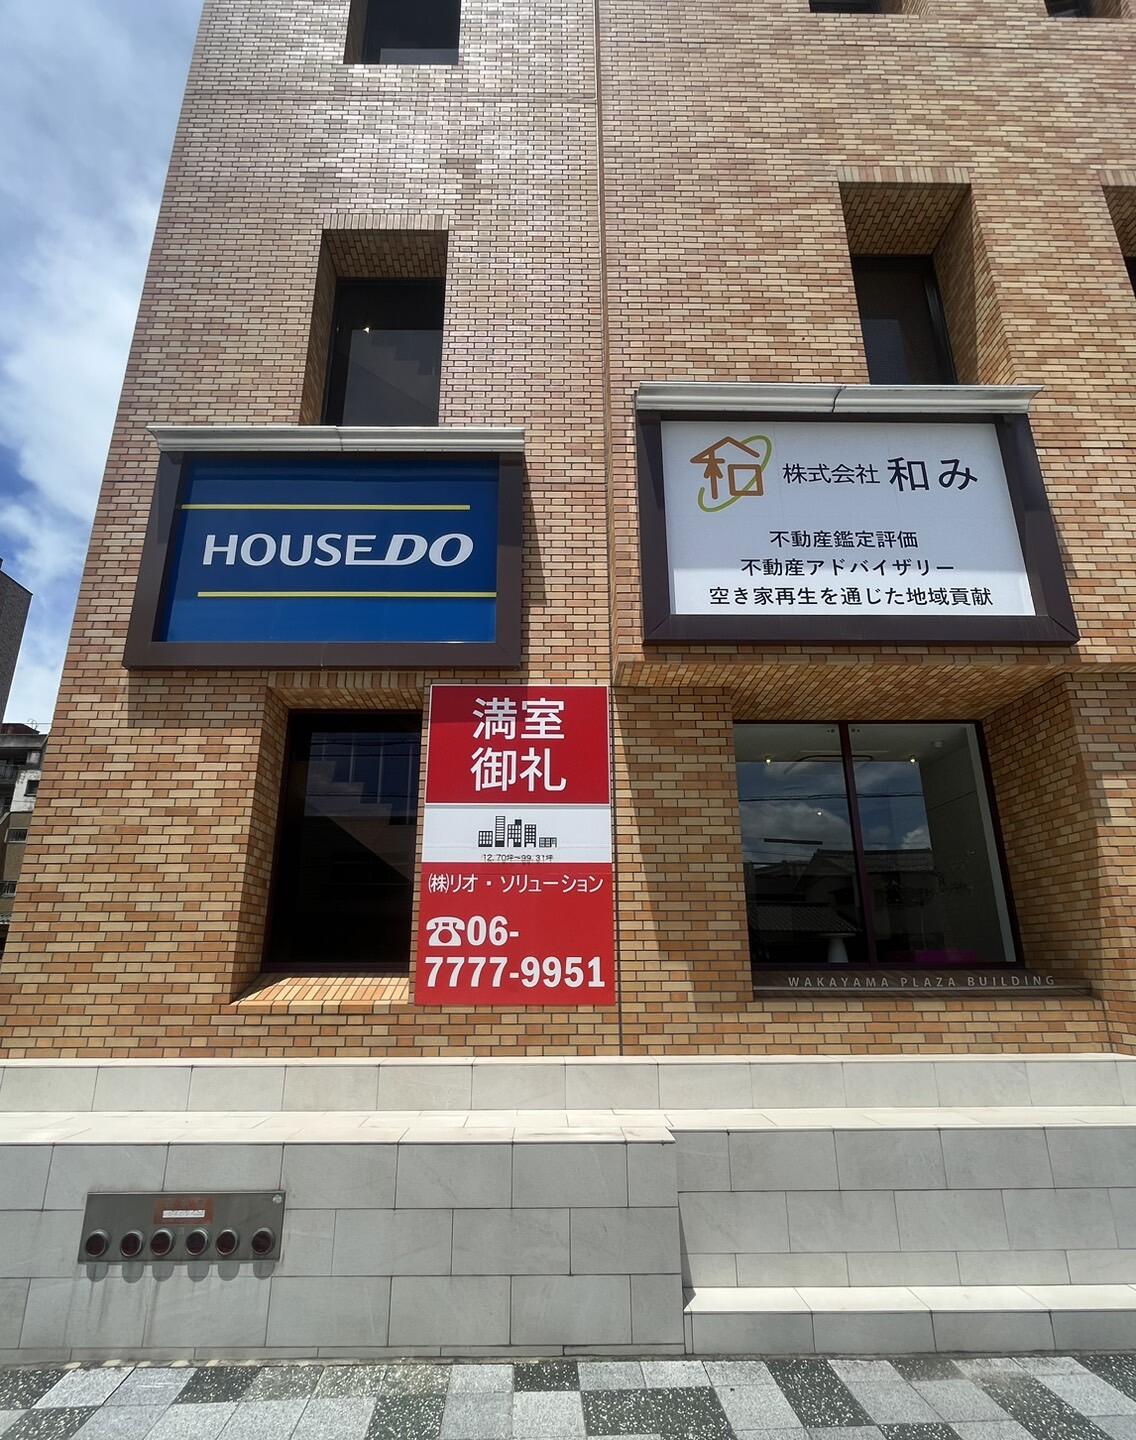 HOUSEDO
和
株式会社 和み
不動産鑑定評価
不動産アドバイザリー
空き家再生を通じた地域貢献
満室
御礼
12.70坪～99.31坪
㈱リオ・ソリューション
☎06-
7777-9951
WAKAYAMA PLAZA BUILDING